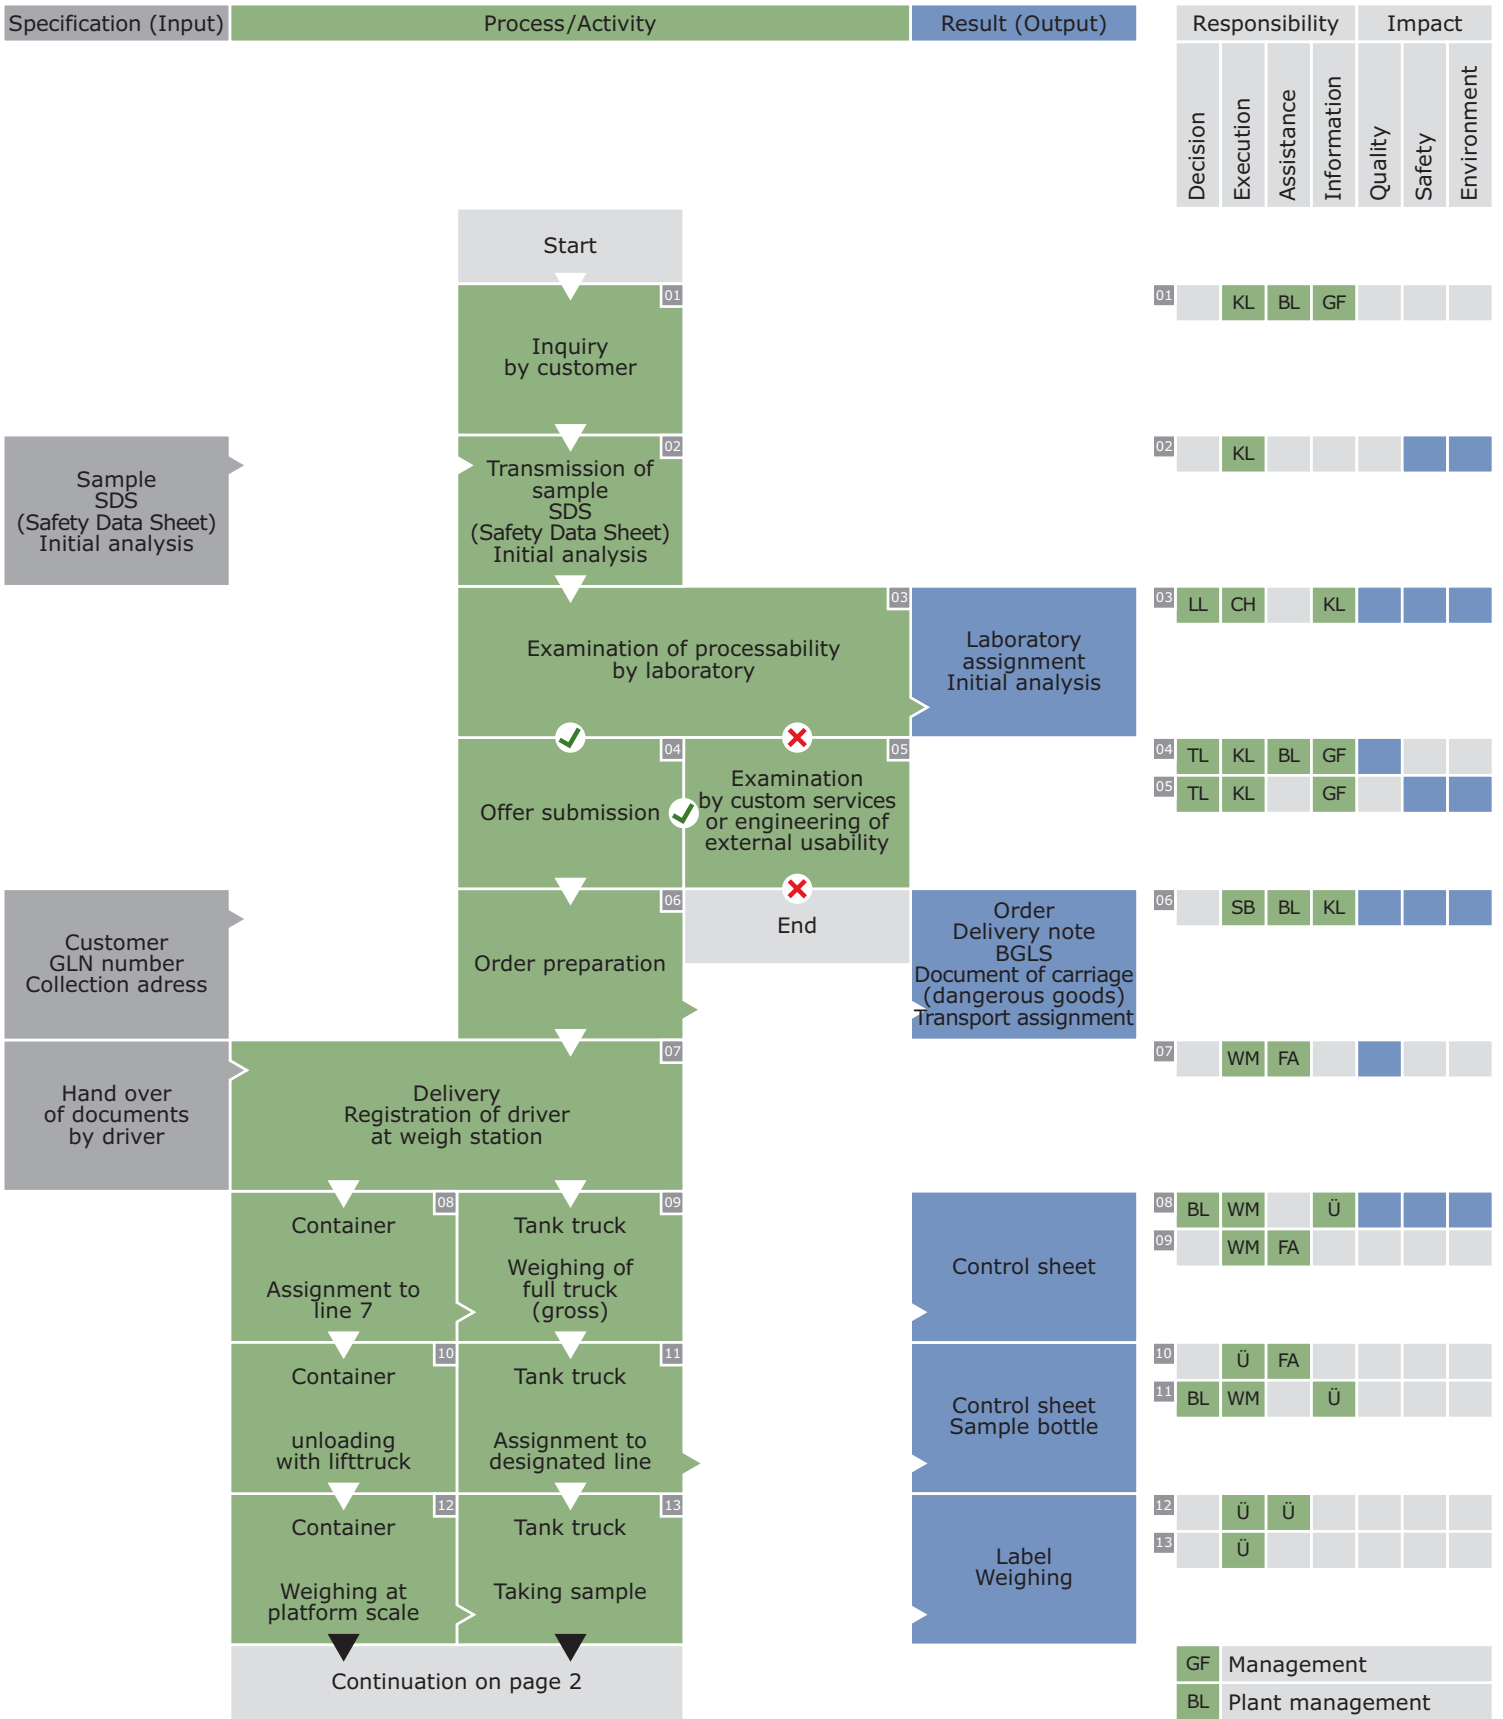 Specification (Input)
Process/Activity
Result (Output)
Responsibility
Impact
Decision
Execution
Assistance
Information
Quality
Safety
Environment
Start
01
Inquiry
by customer
01
KL BL GF
Sample
SDS
(Safety Data Sheet)
Initial analysis
02
Transmission of
sample
SDS
(Safety Data Sheet)
Initial analysis
02
KL
03
Examination of processability
by laboratory
Laboratory
assignment
Initial analysis
03
LL CH KL
04
Offer submission
05
Examination
by custom services
or engineering of
external usability
04
TL KL BL GF
05
TL KL GF
Customer
GLN number
Collection adress
06
Order preparation
End
Order
Delivery note
BGLS
Document of carriage
(dangerous goods)
Transport assignment
06
SB BL KL
Hand over
of documents
by driver
07
Delivery
Registration of driver
at weigh station
07
WM FA
08
Container
Assignment to
line 7
09
Tank truck
Weighing of
full truck
(gross)
Control sheet
08
BL WM Ü
09
WM FA
10
Container
unloading
with lifttruck
11
Tank truck
Assignment to
designated line
Control sheet
Sample bottle
10
Ü FA
11
BL WM Ü
12
Container
Weighing at
platform scale
13
Tank truck
Taking sample
Label
Weighing
12
Ü Ü
13
Ü
Continuation on page 2
GF Management
BL Plant management